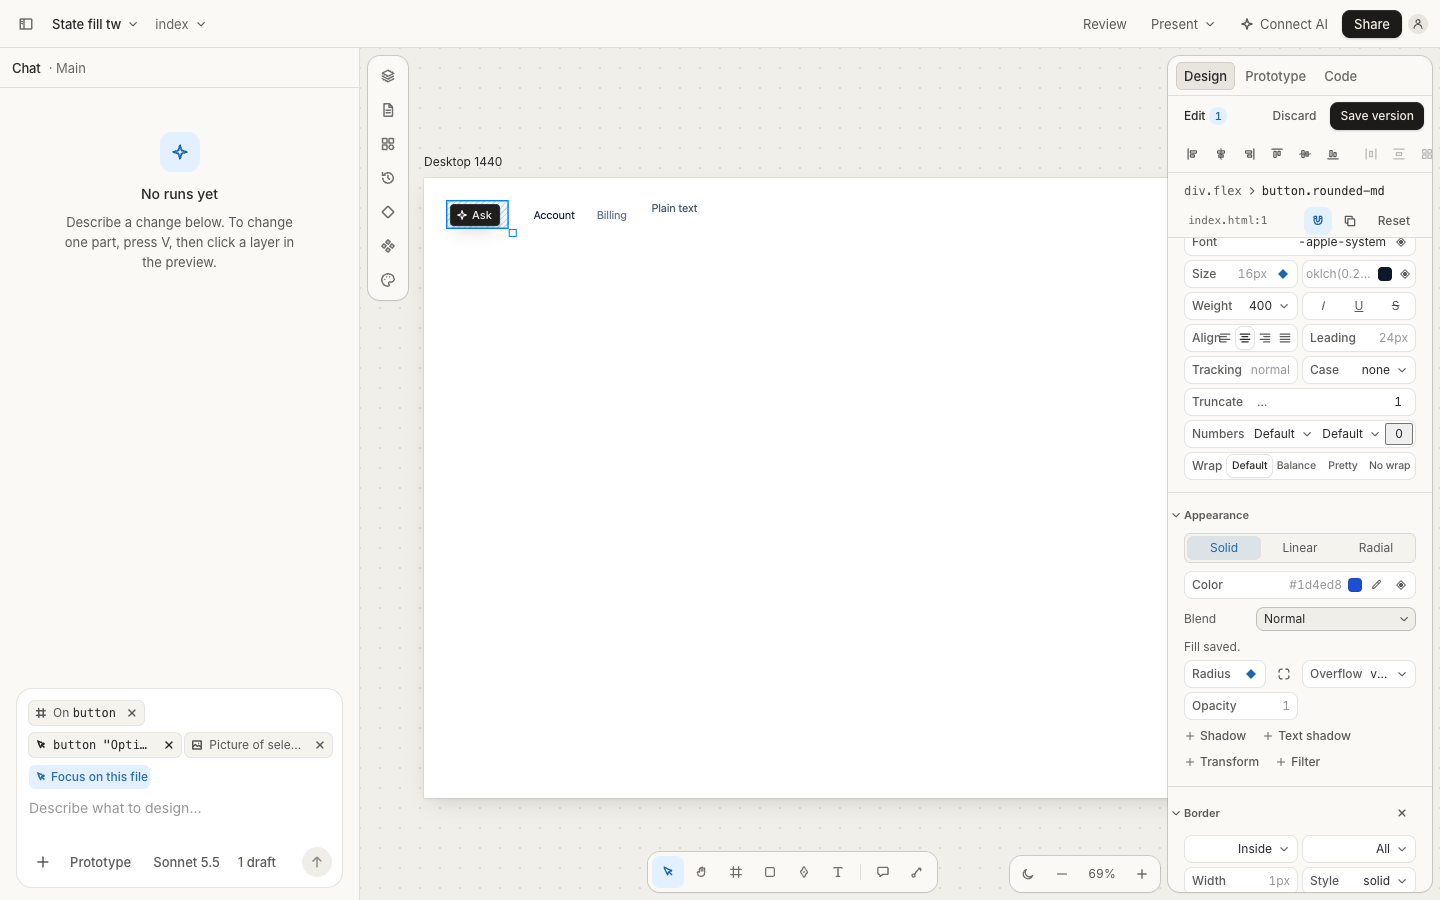 State fill tw
index
Review
Present
Connect AI
Share
Chat · Main
No runs yet
Describe a change below. To change
one part, press V, then click a layer in
the preview.
On button
button "Opti…
Picture of sele…
Focus on this file
Describe what to design...
Prototype
Sonnet 5.5
1 draft
Desktop 1440
Ask
Account
Billing
Plain text
69%
Design
Prototype
Code
Edit 1
Discard
Save version
div.flex > button.rounded-md
index.html:1
Reset
Font -apple-system
Size 16px
oklch(0.2...
Weight 400
I U S
Align
Leading 24px
Tracking normal
Case none
Truncate ... 1
Numbers Default Default 0
Wrap Default Balance Pretty No wrap
Appearance
Solid Linear Radial
Color #1d4ed8
Blend Normal
Fill saved.
Radius
Overflow v...
Opacity 1
+ Shadow + Text shadow
+ Transform + Filter
Border
Inside All
Width 1px
Style solid